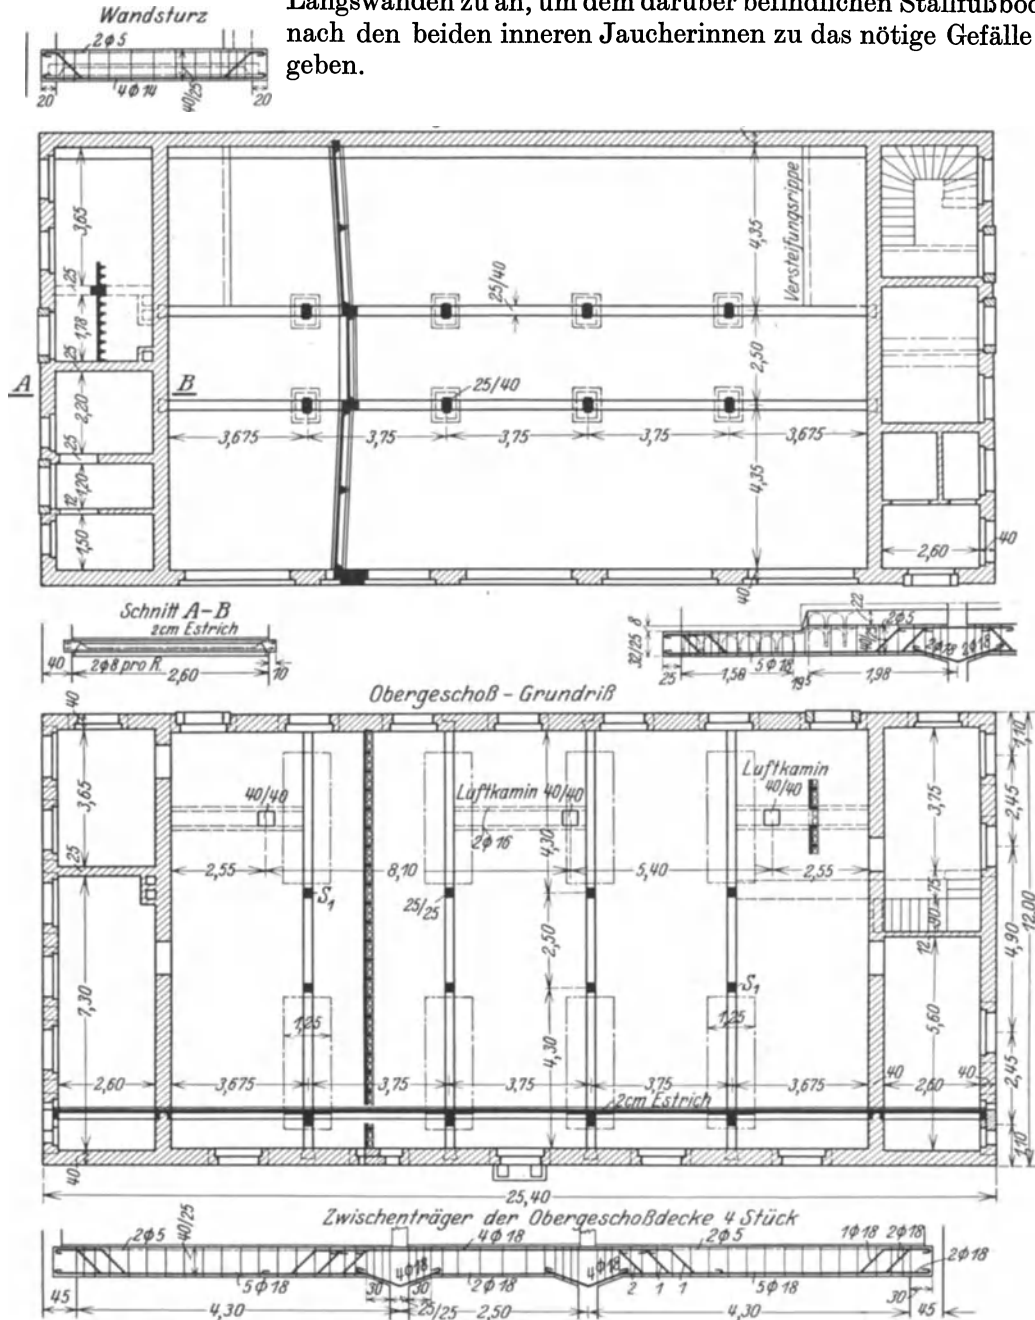 Wandsturz
2ϕ5
4ϕ14
40/25
20
20
nach den beiden inneren Jaucherinnen zu das nötige Gefälle
geben.
3,65
25
1,78
25
2,20
25
1,20
12
1,50
A
B
25/40
25/40
4,35
2,50
4,35
Versteifungsrippe
3,675
3,75
3,75
3,75
3,675
2,60
40
40
Schnitt A-B
2cm Estrich
40
2ϕ8 pro R.
2,60
10
22
8
2ϕ5
32/25
40/25
2ϕ18
2ϕ18
25
1,58
5ϕ18
195
1,98
Obergeschoß-Grundriß
40
3,65
25
7,30
40
40/40
Luftkamin 40/40
2ϕ16
Luftkamin
40/40
2,55
8,10
5,40
2,55
S₁
25/25
4,30
2,50
4,30
S₁
1,25
1,25
3,75
75
90
12
5,60
1,10
2,45
4,90
2,45
1,10
12,00
2,60
3,675
3,75
3,75
3,75
3,675
40
2,60
40
2cm Estrich
25,40
Zwischenträger der Obergeschoßdecke 4 Stück
2ϕ5
40/25
4ϕ18
2ϕ5
1ϕ18
2ϕ18
4ϕ18
4ϕ18
2ϕ18
5ϕ18
30
30
2ϕ18
2 1 1
5ϕ18
30
45
4,30
25/25
2,50
4,30
45